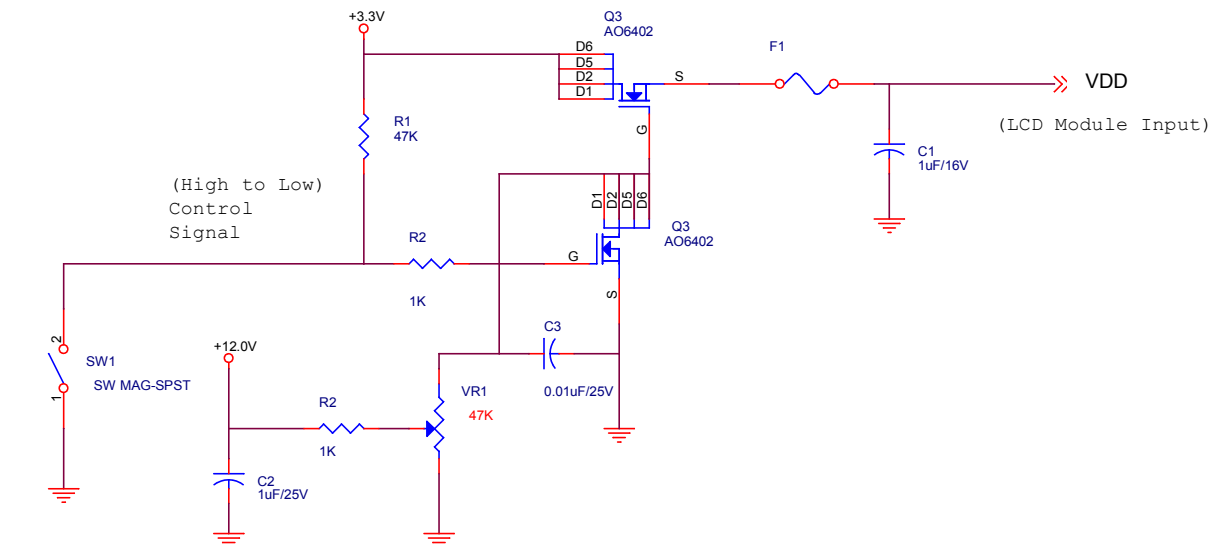 +3.3V
Q3
AO6402
D6
D5
D2
D1
S
G
F1
VDD
(LCD Module Input)
R1
47K
C1
1uF/16V
(High to Low)
Control
Signal
D1
D2
D5
D6
Q3
AO6402
R2
1K
G
S
2
1
SW1
SW MAG-SPST
+12.0V
C3
0.01uF/25V
VR1
47K
R2
1K
C2
1uF/25V